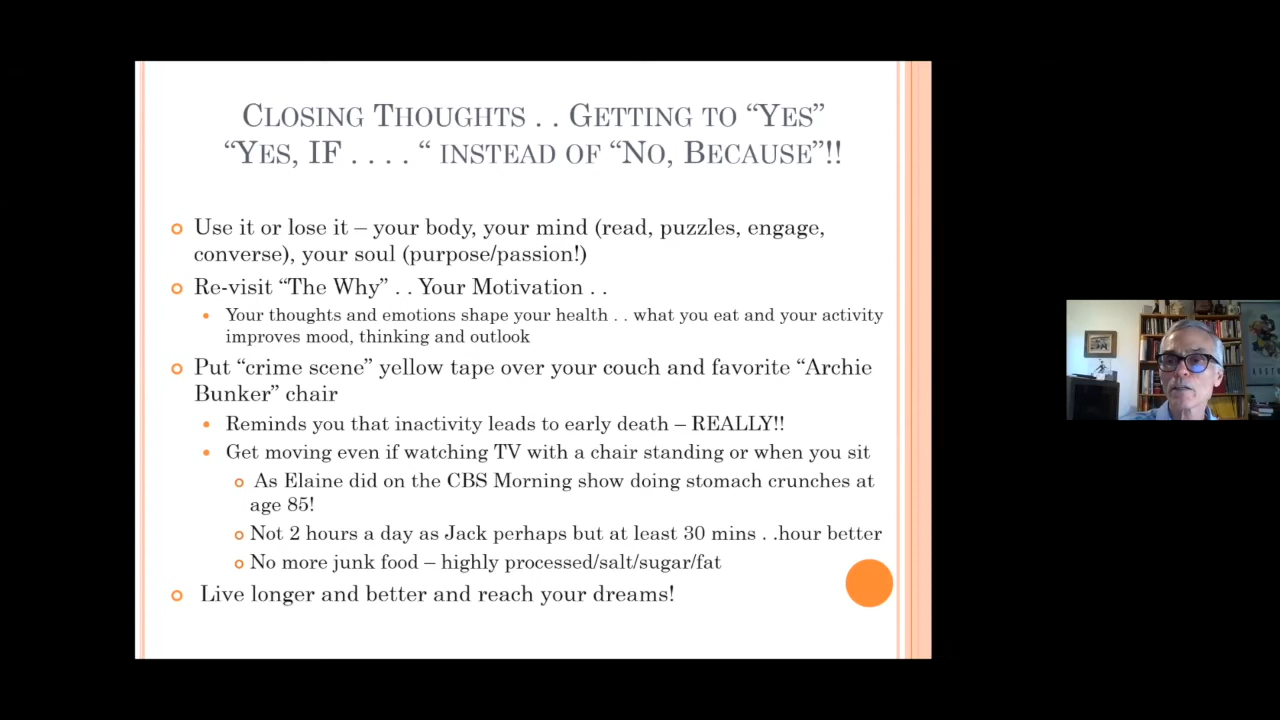 Closing Thoughts . . Getting to “Yes”
“Yes, IF . . . . “ instead of “No, Because”!!
Use it or lose it – your body, your mind (read, puzzles, engage,
converse), your soul (purpose/passion!)
Re-visit “The Why” . . Your Motivation . .
Your thoughts and emotions shape your health . . what you eat and your activity
improves mood, thinking and outlook
Put “crime scene” yellow tape over your couch and favorite “Archie
Bunker” chair
Reminds you that inactivity leads to early death – REALLY!!
Get moving even if watching TV with a chair standing or when you sit
As Elaine did on the CBS Morning show doing stomach crunches at
age 85!
Not 2 hours a day as Jack perhaps but at least 30 mins . .hour better
No more junk food – highly processed/salt/sugar/fat
Live longer and better and reach your dreams!